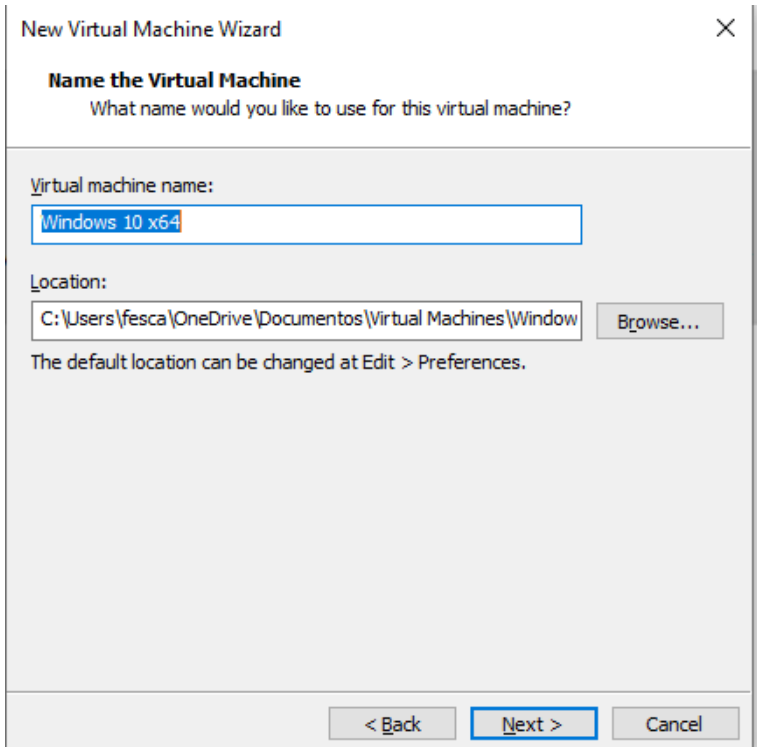 New Virtual Machine Wizard
Name the Virtual Machine
What name would you like to use for this virtual machine?
Virtual machine name:
Windows 10 x64
Location:
C:\Users\fesca\OneDrive\Documentos\Virtual Machines\Window
Browse...
The default location can be changed at Edit > Preferences.
< Back
Next >
Cancel